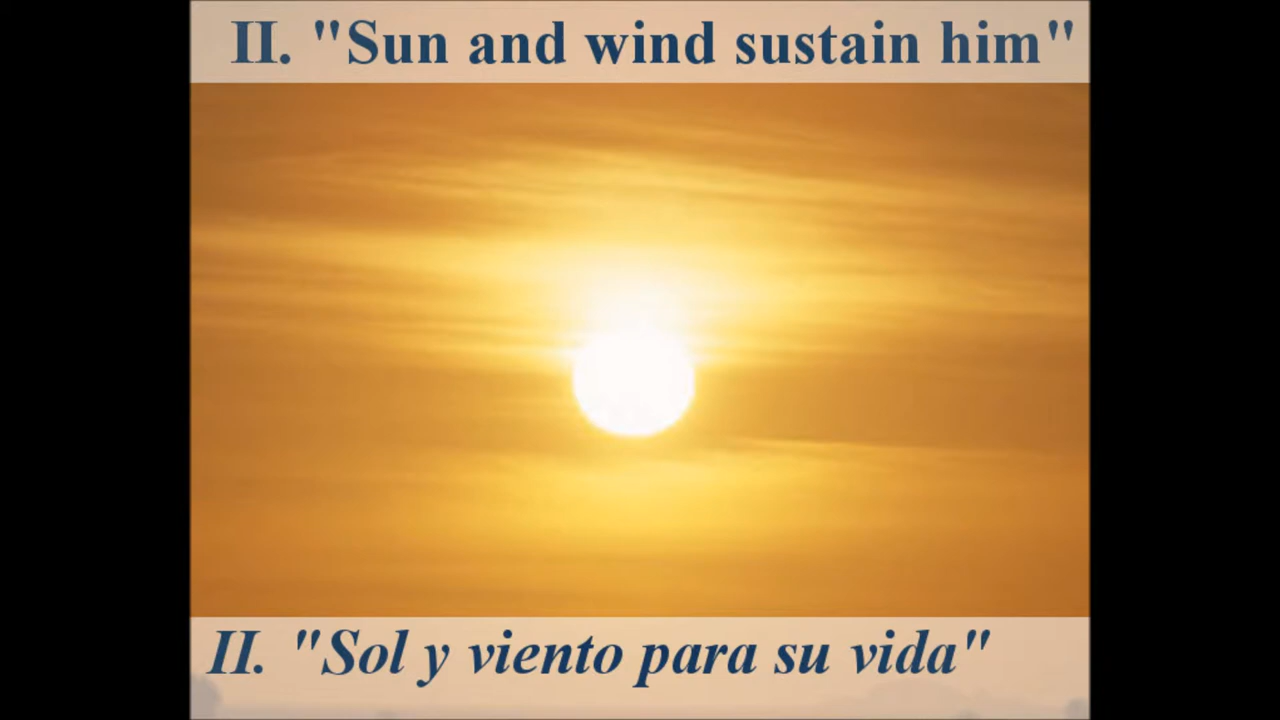 II. "Sun and wind sustain him"
II. "Sol y viento para su vida"